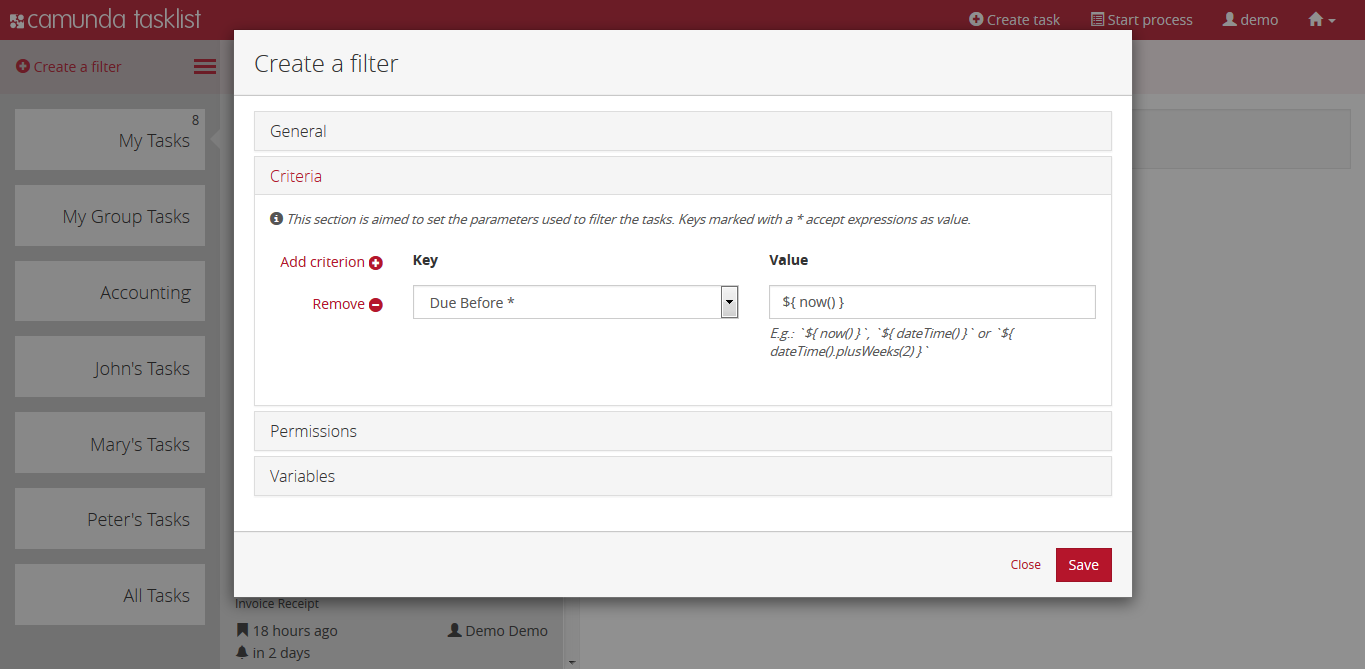 camunda tasklist
Create task
Start process
demo
Create a filter
8
My Tasks
My Group Tasks
Accounting
John's Tasks
Mary's Tasks
Peter's Tasks
All Tasks
Create a filter
General
Criteria
This section is aimed to set the parameters used to filter the tasks. Keys marked with a * accept expressions as value.
Add criterion
Key
Value
Remove
Due Before *
${ now() }
E.g.: `${ now() }`, `${ dateTime() }` or `${
dateTime().plusWeeks(2) }`
Permissions
Variables
Close
Save
Invoice Receipt
18 hours ago
Demo Demo
in 2 days